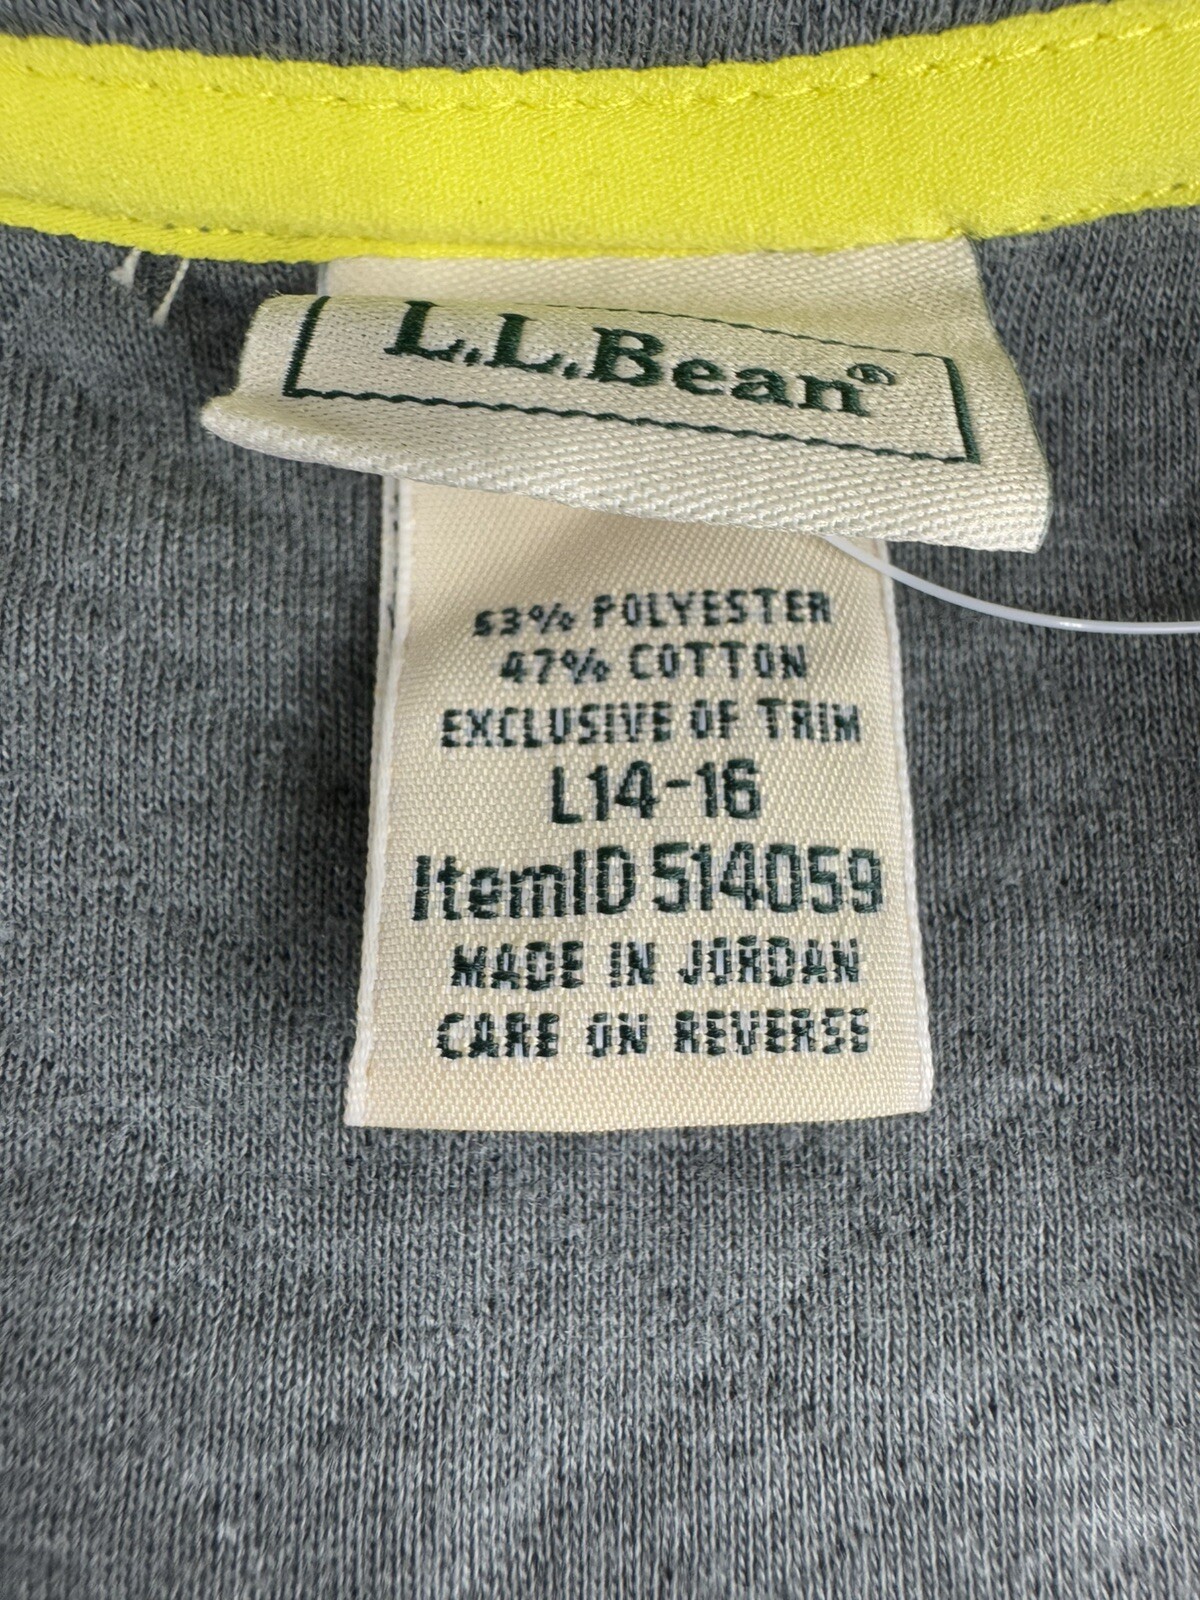 L.L.Bean®
53% POLYESTER
47% COTTON
EXCLUSIVE OF TRIM
L14-16
ItemID 514059
MADE IN JORDAN
CARE ON REVERSE